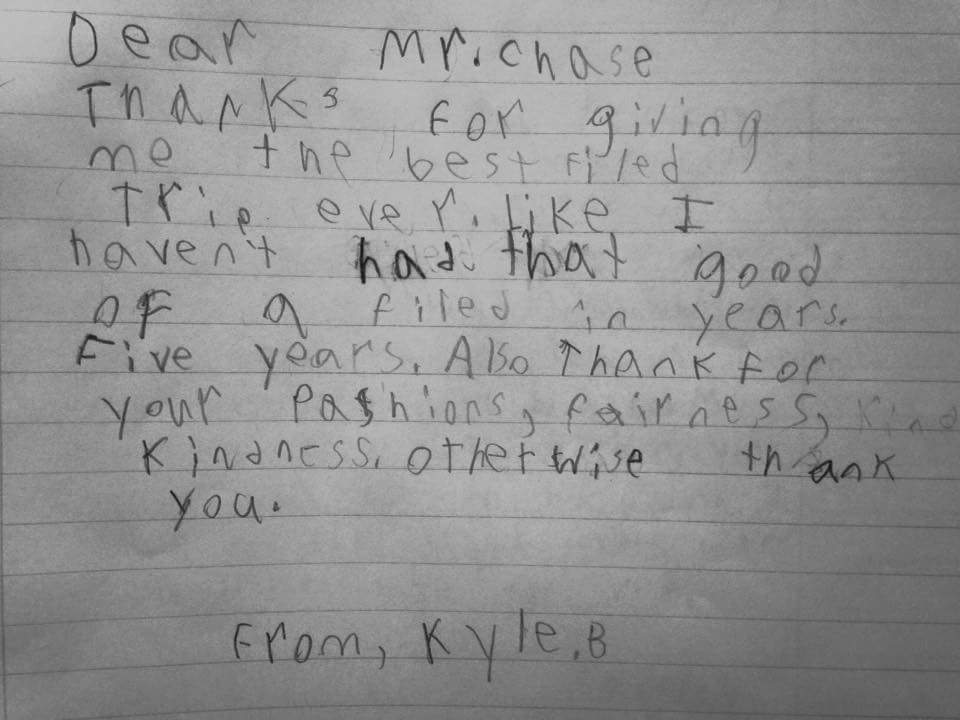 Dear Mr.chase
Thanks for giving
me the best filed
Trip ever. like I
haven't had that good
of a filed in years.
Five years. Also Thank for
your pashions, fairness, Kind
Kindness. otherwise thank
you.
From, Kyle.B